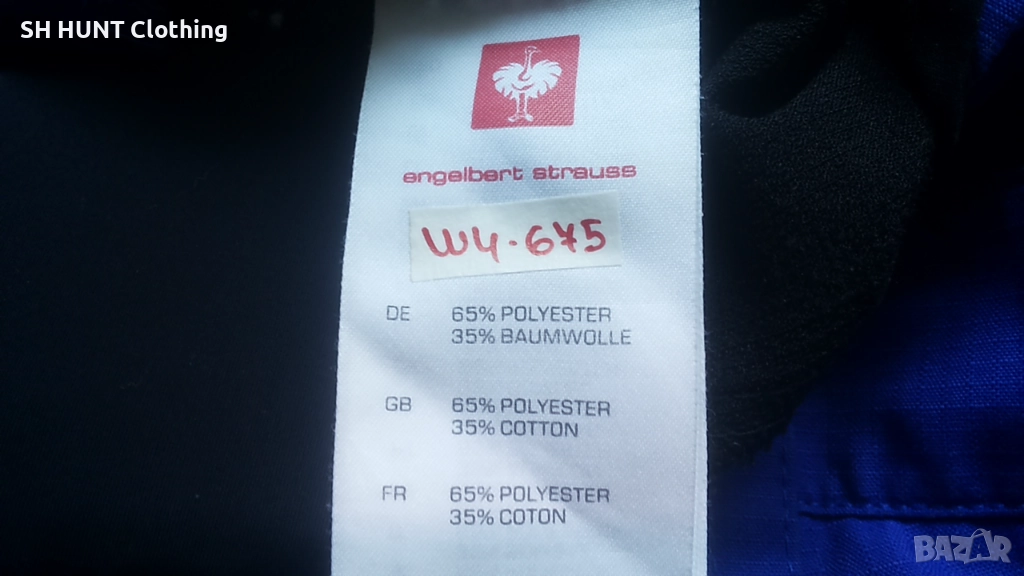 SH HUNT Clothing
engelbert strauss
W4-675
DE 65% POLYESTER
35% BAUMWOLLE
GB 65% POLYESTER
35% COTTON
FR 65% POLYESTER
35% COTON
BAZAR